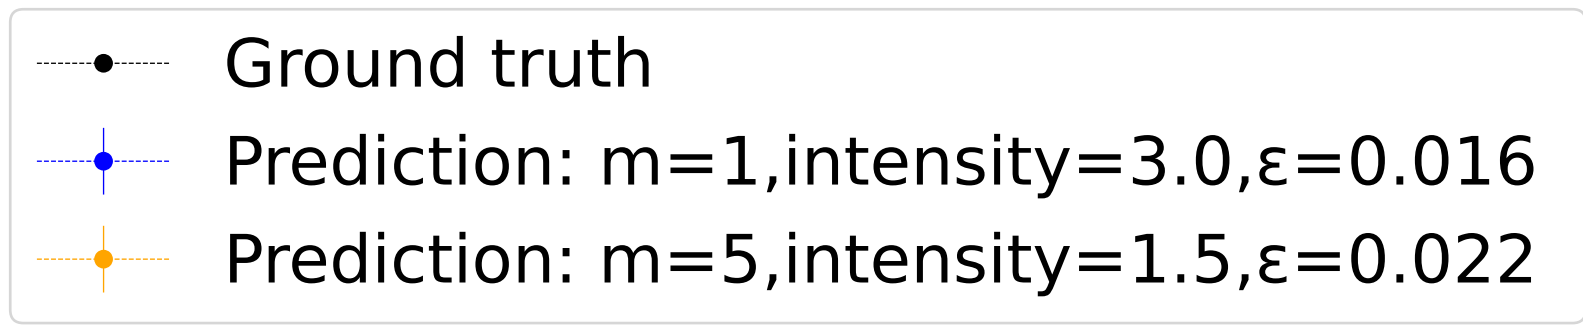 Ground truth
Prediction: m=1,intensity=3.0,ε=0.016
Prediction: m=5,intensity=1.5,ε=0.022